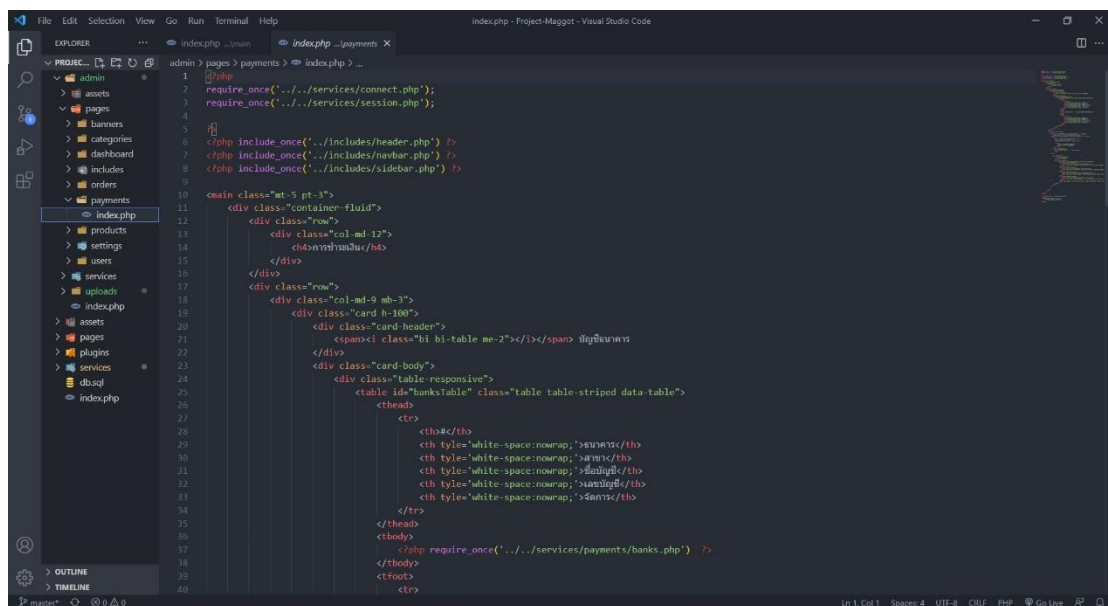 File Edit Selection View Go Run Terminal Help
index.php - Project-Maggot - Visual Studio Code
EXPLORER
index.php ...\main
index.php ...\payments
PROJEC...
admin > pages > payments > index.php > ...
admin
assets
pages
banners
categories
dashboard
includes
orders
payments
index.php
products
settings
users
services
uploads
index.php
assets
pages
plugins
services
db.sql
index.php
OUTLINE
TIMELINE
1 <?php
2 require_once('../../services/connect.php');
3 require_once('../../services/session.php');
4
5 ?>
6 <?php include_once('../includes/header.php') ?>
7 <?php include_once('../includes/navbar.php') ?>
8 <?php include_once('../includes/sidebar.php') ?>
9
10 <main class="mt-5 pt-3">
11 <div class="container-fluid">
12 <div class="row">
13 <div class="col-md-12">
14 <h4>การชำระเงิน</h4>
15 </div>
16 </div>
17 <div class="row">
18 <div class="col-md-9 mb-3">
19 <div class="card h-100">
20 <div class="card-header">
21 <span><i class="bi bi-table me-2"></i></span> บัญชีธนาคาร
22 </div>
23 <div class="card-body">
24 <div class="table-responsive">
25 <table id="banksTable" class="table table-striped data-table">
26 <thead>
27 <tr>
28 <th>#</th>
29 <th tyle='white-space:nowrap;'>ธนาคาร</th>
30 <th tyle='white-space:nowrap;'>สาขา</th>
31 <th tyle='white-space:nowrap;'>ชื่อบัญชี</th>
32 <th tyle='white-space:nowrap;'>เลขบัญชี</th>
33 <th tyle='white-space:nowrap;'>จัดการ</th>
34 </tr>
35 </thead>
36 <tbody>
37 <?php require_once('../../services/payments/banks.php') ?>
38 </tbody>
39 <tfoot>
40 <tr>
master* 0 0
Ln 1, Col 1 Spaces: 4 UTF-8 CRLF PHP Go Live